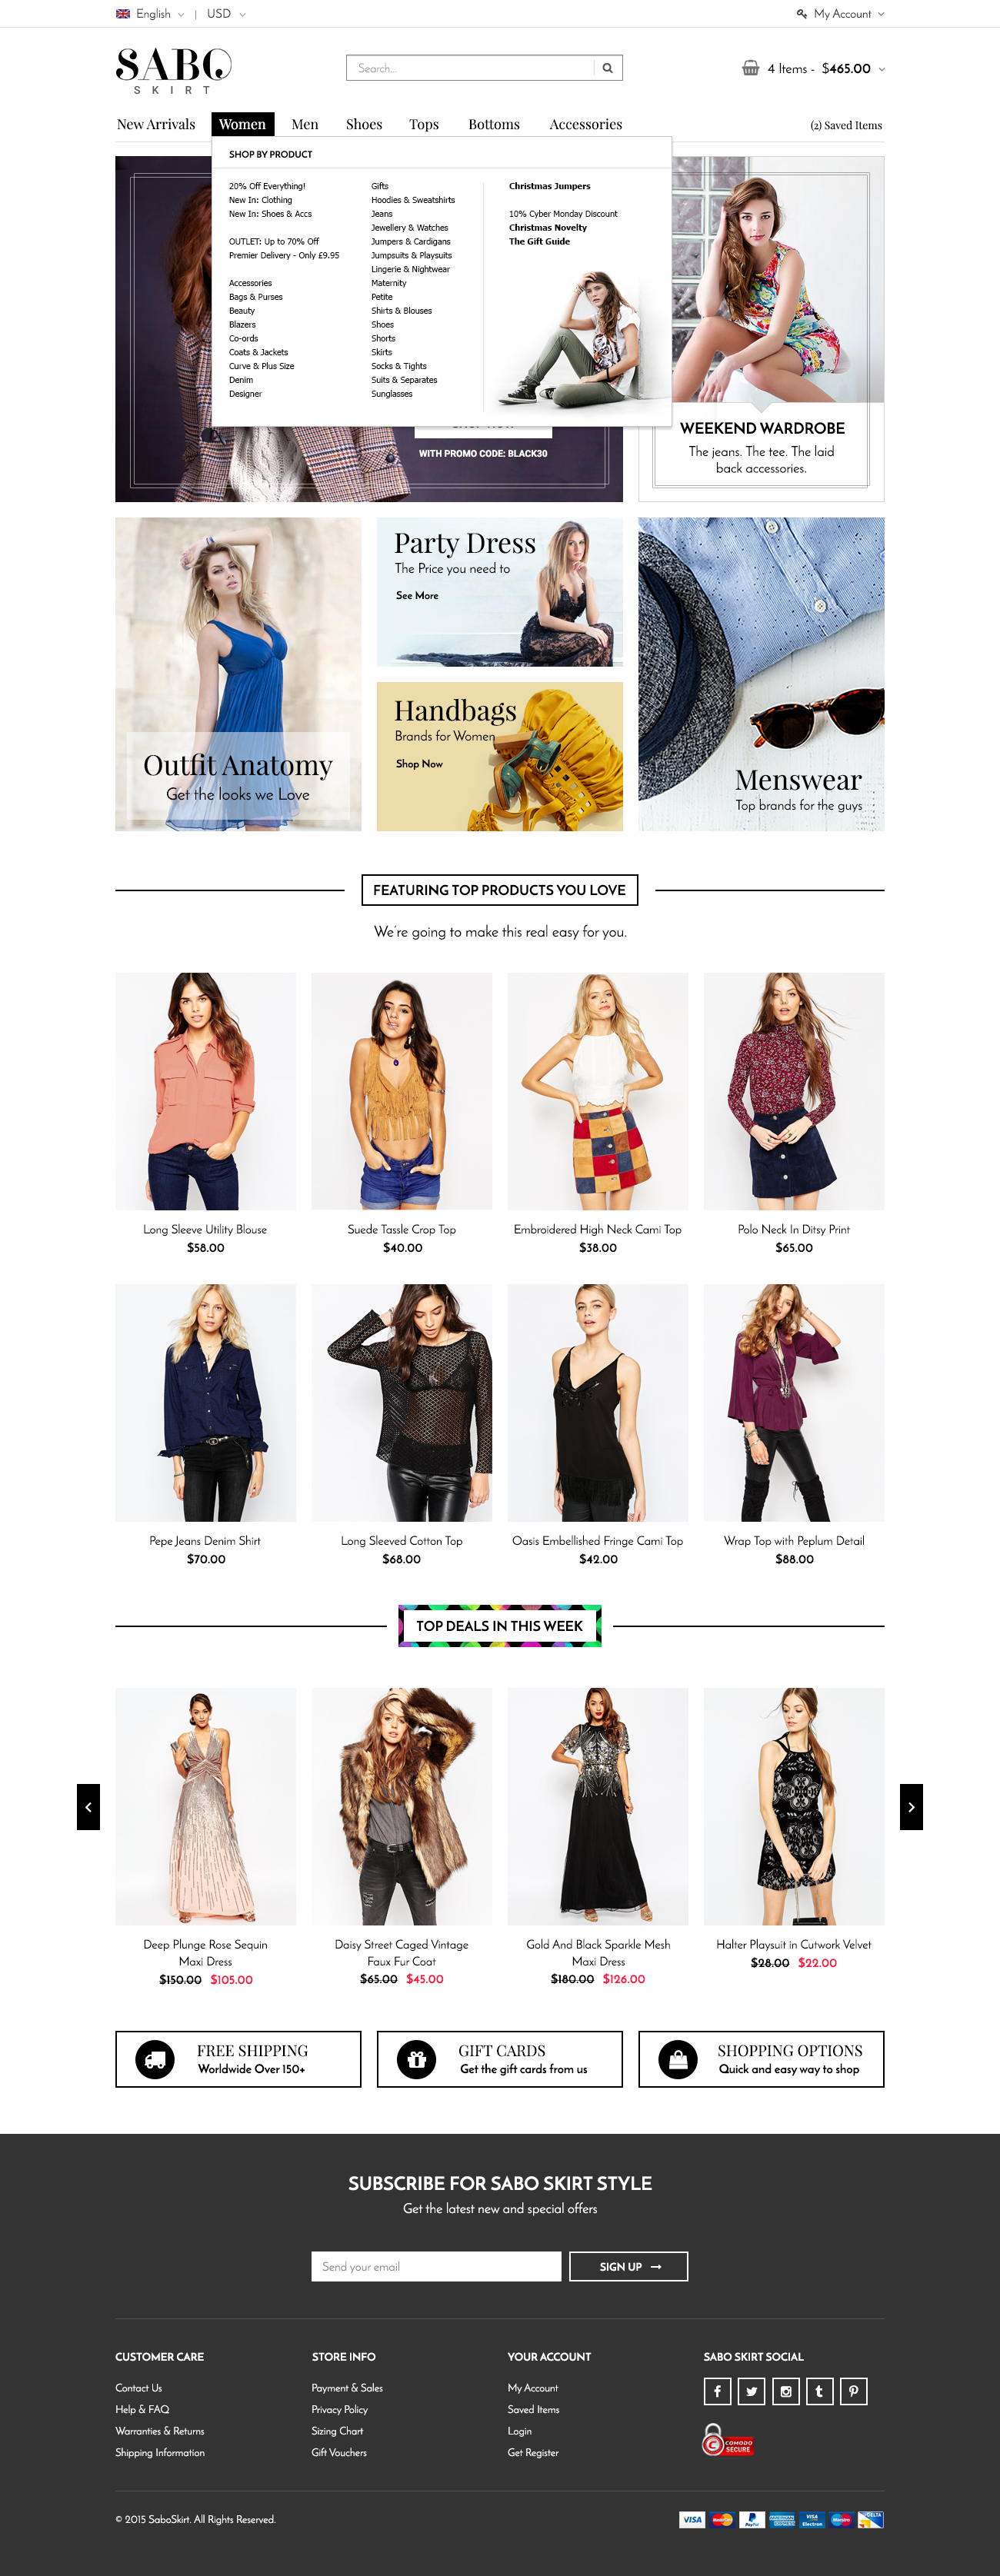 English | USD
My Account
SABO
SKIRT
Search...
4 Items - $465.00
New Arrivals Women Men Shoes Tops Bottoms Accessories
(2) Saved Items
SHOP BY PRODUCT
20% Off Everything!
New In: Clothing
New In: Shoes & Accs
OUTLET: Up to 70% Off
Premier Delivery - Only £9.95
Accessories
Bags & Purses
Beauty
Blazers
Co-ords
Coats & Jackets
Curve & Plus Size
Denim
Designer
Gifts
Hoodies & Sweatshirts
Jeans
Jewellery & Watches
Jumpers & Cardigans
Jumpsuits & Playsuits
Lingerie & Nightwear
Maternity
Petite
Shirts & Blouses
Shoes
Shorts
Skirts
Socks & Tights
Suits & Separates
Sunglasses
Christmas Jumpers
10% Cyber Monday Discount
Christmas Novelty
The Gift Guide
WITH PROMO CODE: BLACK30
WEEKEND WARDROBE
The jeans. The tee. The laid
back accessories.
Outfit Anatomy
Get the looks we Love
Party Dress
The Price you need to
See More
Handbags
Brands for Women
Shop Now
Menswear
Top brands for the guys
FEATURING TOP PRODUCTS YOU LOVE
We're going to make this real easy for you.
Long Sleeve Utility Blouse
$58.00
Suede Tassle Crop Top
$40.00
Embroidered High Neck Cami Top
$38.00
Polo Neck In Ditsy Print
$65.00
Pepe Jeans Denim Shirt
$70.00
Long Sleeved Cotton Top
$68.00
Oasis Embellished Fringe Cami Top
$42.00
Wrap Top with Peplum Detail
$88.00
TOP DEALS IN THIS WEEK
Deep Plunge Rose Sequin
Maxi Dress
$150.00 $105.00
Daisy Street Caged Vintage
Faux Fur Coat
$65.00 $45.00
Gold And Black Sparkle Mesh
Maxi Dress
$180.00 $126.00
Halter Playsuit in Cutwork Velvet
$28.00 $22.00
FREE SHIPPING
Worldwide Over 150+
GIFT CARDS
Get the gift cards from us
SHOPPING OPTIONS
Quick and easy way to shop
SUBSCRIBE FOR SABO SKIRT STYLE
Get the latest new and special offers
Send your email
SIGN UP
CUSTOMER CARE
Contact Us
Help & FAQ
Warranties & Returns
Shipping Information
STORE INFO
Payment & Sales
Privacy Policy
Sizing Chart
Gift Vouchers
YOUR ACCOUNT
My Account
Saved Items
Login
Get Register
SABO SKIRT SOCIAL
COMODO
SECURE
© 2015 SaboSkirt. All Rights Reserved.
VISA MasterCard PayPal AMERICAN EXPRESS VISA Electron Maestro DELTA